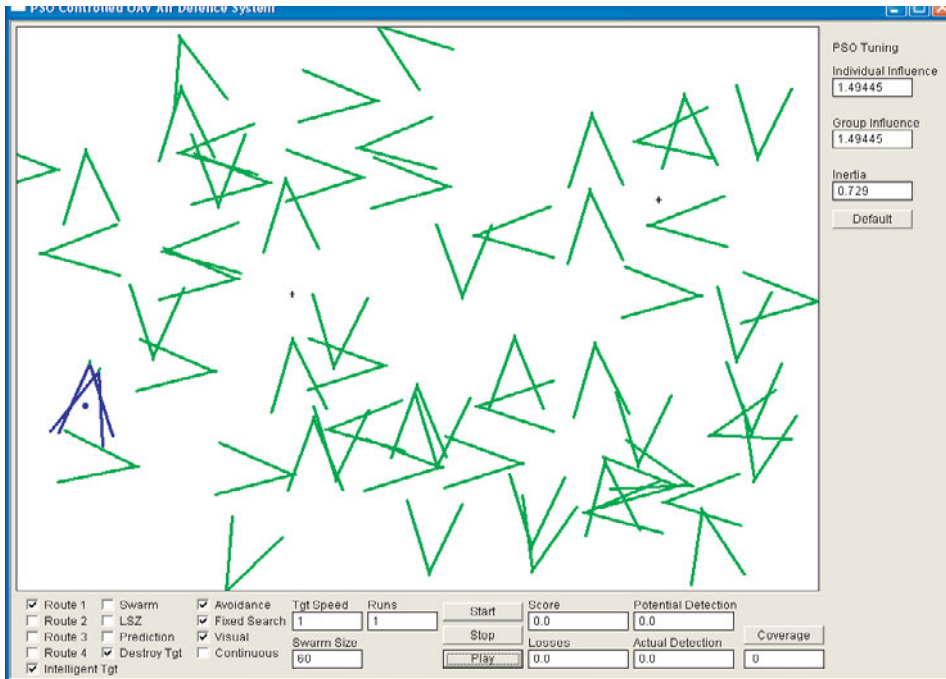 PSO Controlled OAV Air Defence System
PSO Tuning
Individual Influence
1.49445
Group Influence
1.49445
Inertia
0.729
Default
Route 1
Swarm
Avoidance
Tgt Speed
Runs
Start
Score
Potential Detection
Route 2
LSZ
Fixed Search
1
1
0.0
0.0
Route 3
Prediction
Visual
Swarm Size
Stop
Losses
Actual Detection
Coverage
Route 4
Destroy Tgt
Continuous
60
Play
0.0
0.0
0
Intelligent Tgt